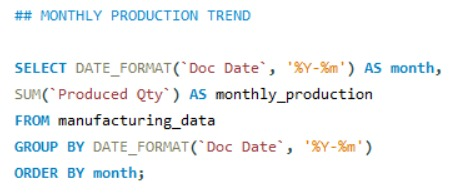 ## MONTHLY PRODUCTION TREND
SELECT DATE_FORMAT(`Doc Date`, '%Y-%m') AS month,
SUM(`Produced Qty`) AS monthly_production
FROM manufacturing_data
GROUP BY DATE_FORMAT(`Doc Date`, '%Y-%m')
ORDER BY month;